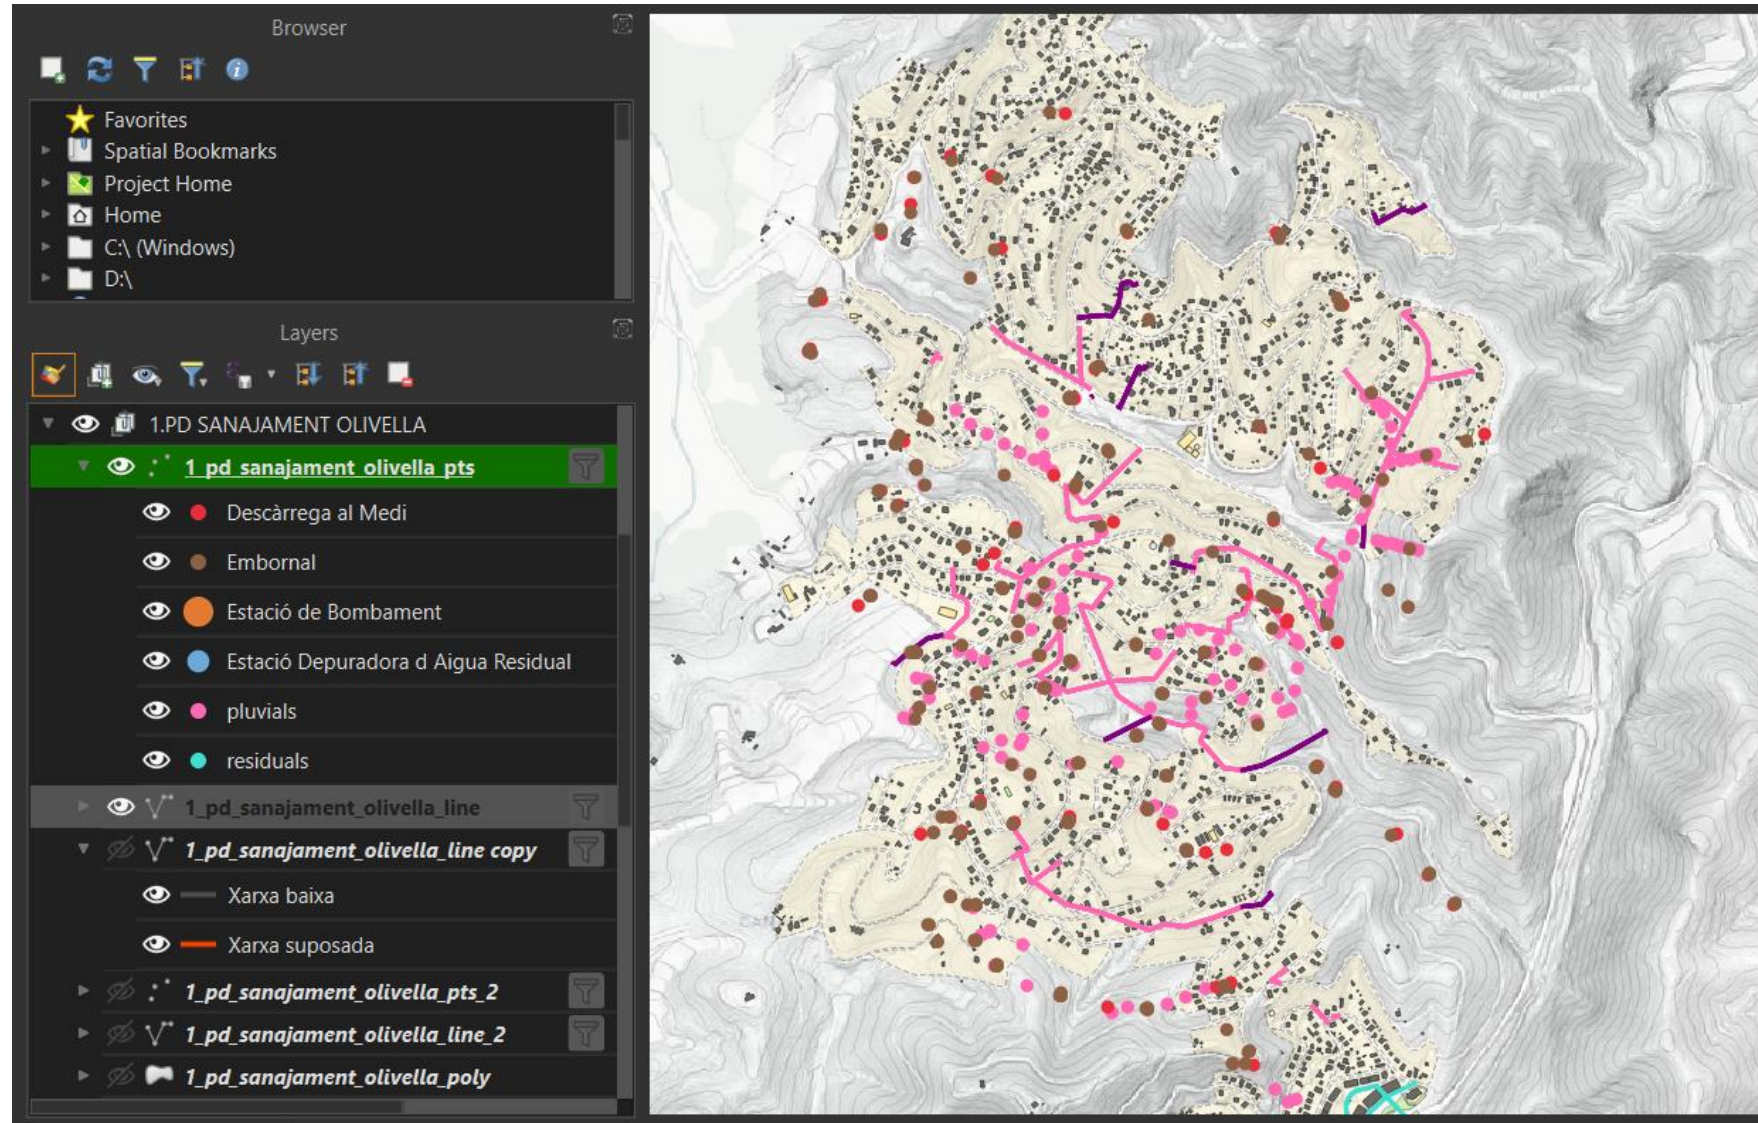 Browser
Favorites
Spatial Bookmarks
Project Home
Home
C:\ (Windows)
D:\
Layers
1.PD SANAJAMENT OLIVELLA
1_pd_sanajament_olivella_pts
Descàrrega al Medi
Embornal
Estació de Bombament
Estació Depuradora d Aigua Residual
pluvials
residuals
1_pd_sanajament_olivella_line
1_pd_sanajament_olivella_line copy
Xarxa baixa
Xarxa suposada
1_pd_sanajament_olivella_pts_2
1_pd_sanajament_olivella_line_2
1_pd_sanajament_olivella_poly